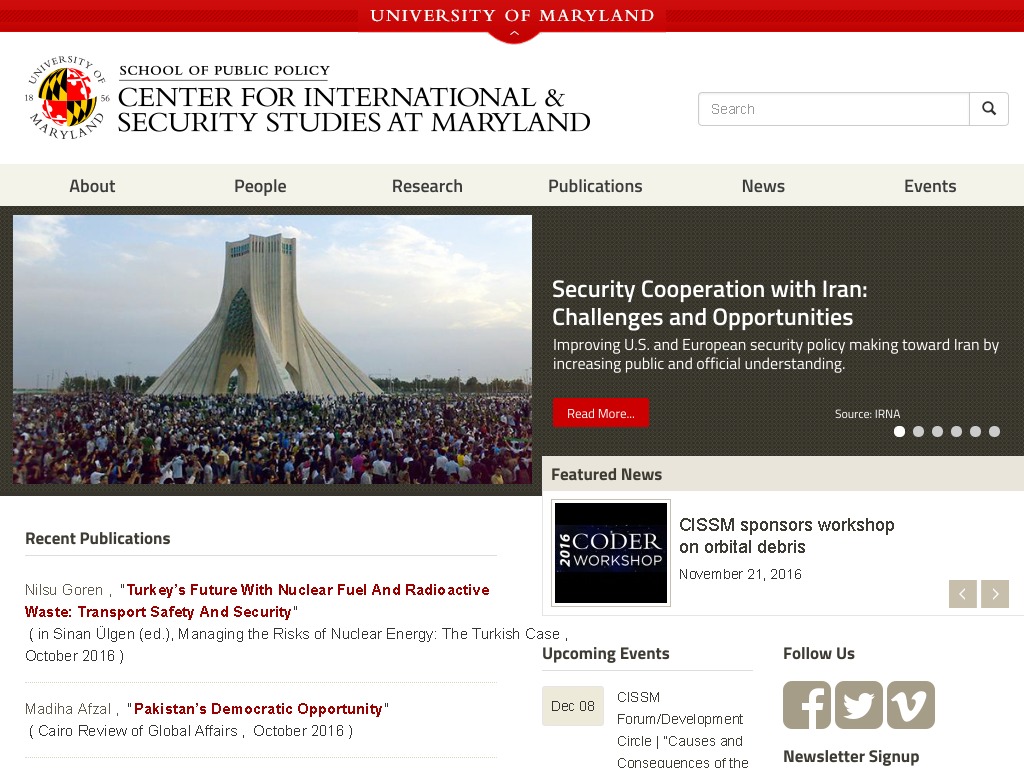 UNIVERSITY OF MARYLAND
UNIVERSITY OF
18 56
MARYLAND
SCHOOL OF PUBLIC POLICY
CENTER FOR INTERNATIONAL &
SECURITY STUDIES AT MARYLAND
Search
About People Research Publications News Events
Security Cooperation with Iran:
Challenges and Opportunities
Improving U.S. and European security policy making toward Iran by
increasing public and official understanding.
Read More...
Source: IRNA
Featured News
2016 CODER
WORKSHOP
CISSM sponsors workshop
on orbital debris
November 21, 2016
Recent Publications
Nilsu Goren , "Turkey's Future With Nuclear Fuel And Radioactive
Waste: Transport Safety And Security"
( in Sinan Ülgen (ed.), Managing the Risks of Nuclear Energy: The Turkish Case ,
October 2016 )
Madiha Afzal , "Pakistan's Democratic Opportunity"
( Cairo Review of Global Affairs , October 2016 )
Upcoming Events
Dec 08
CISSM
Forum/Development
Circle | "Causes and
Consequences of the
Follow Us
Newsletter Signup